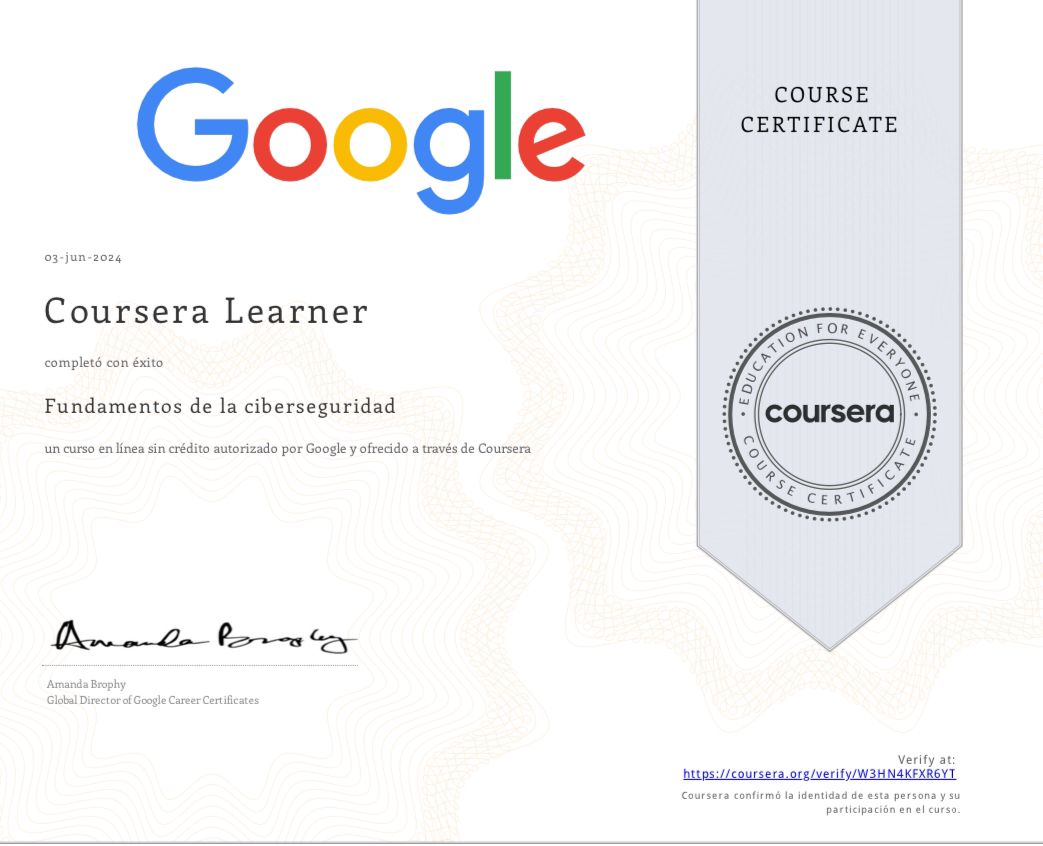 Google
COURSE
CERTIFICATE
03-jun-2024
Coursera Learner
completó con éxito
Fundamentos de la ciberseguridad
un curso en línea sin crédito autorizado por Google y ofrecido a través de Coursera
EDUCATION FOR EVERYONE
coursera
COURSE CERTIFICATE
Amanda Brophy
Amanda Brophy
Global Director of Google Career Certificates
Verify at:
https://coursera.org/verify/W3HN4KFXR6YT
Coursera confirmó la identidad de esta persona y su
participación en el curso.